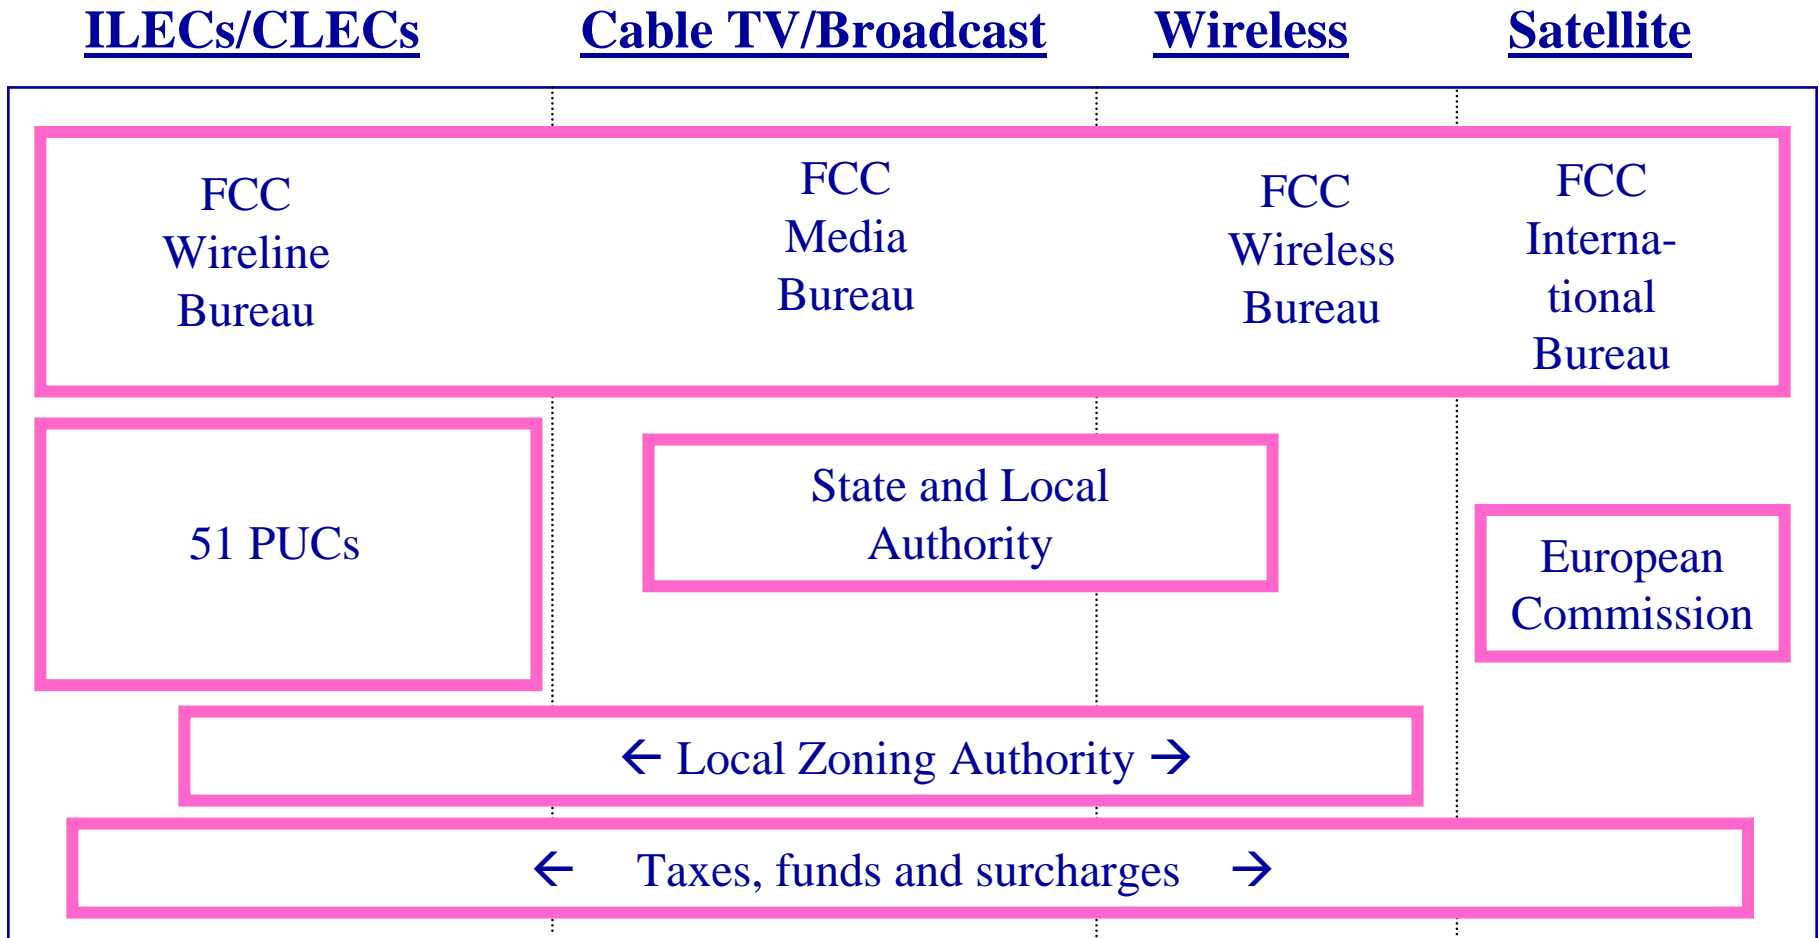 ILECs/CLECs Cable TV/Broadcast Wireless Satellite
FCC
Wireline
Bureau
FCC
Media
Bureau
FCC
Wireless
Bureau
FCC
Interna-
tional
Bureau
51 PUCs
State and Local
Authority
European
Commission
← Local Zoning Authority →
← Taxes, funds and surcharges →